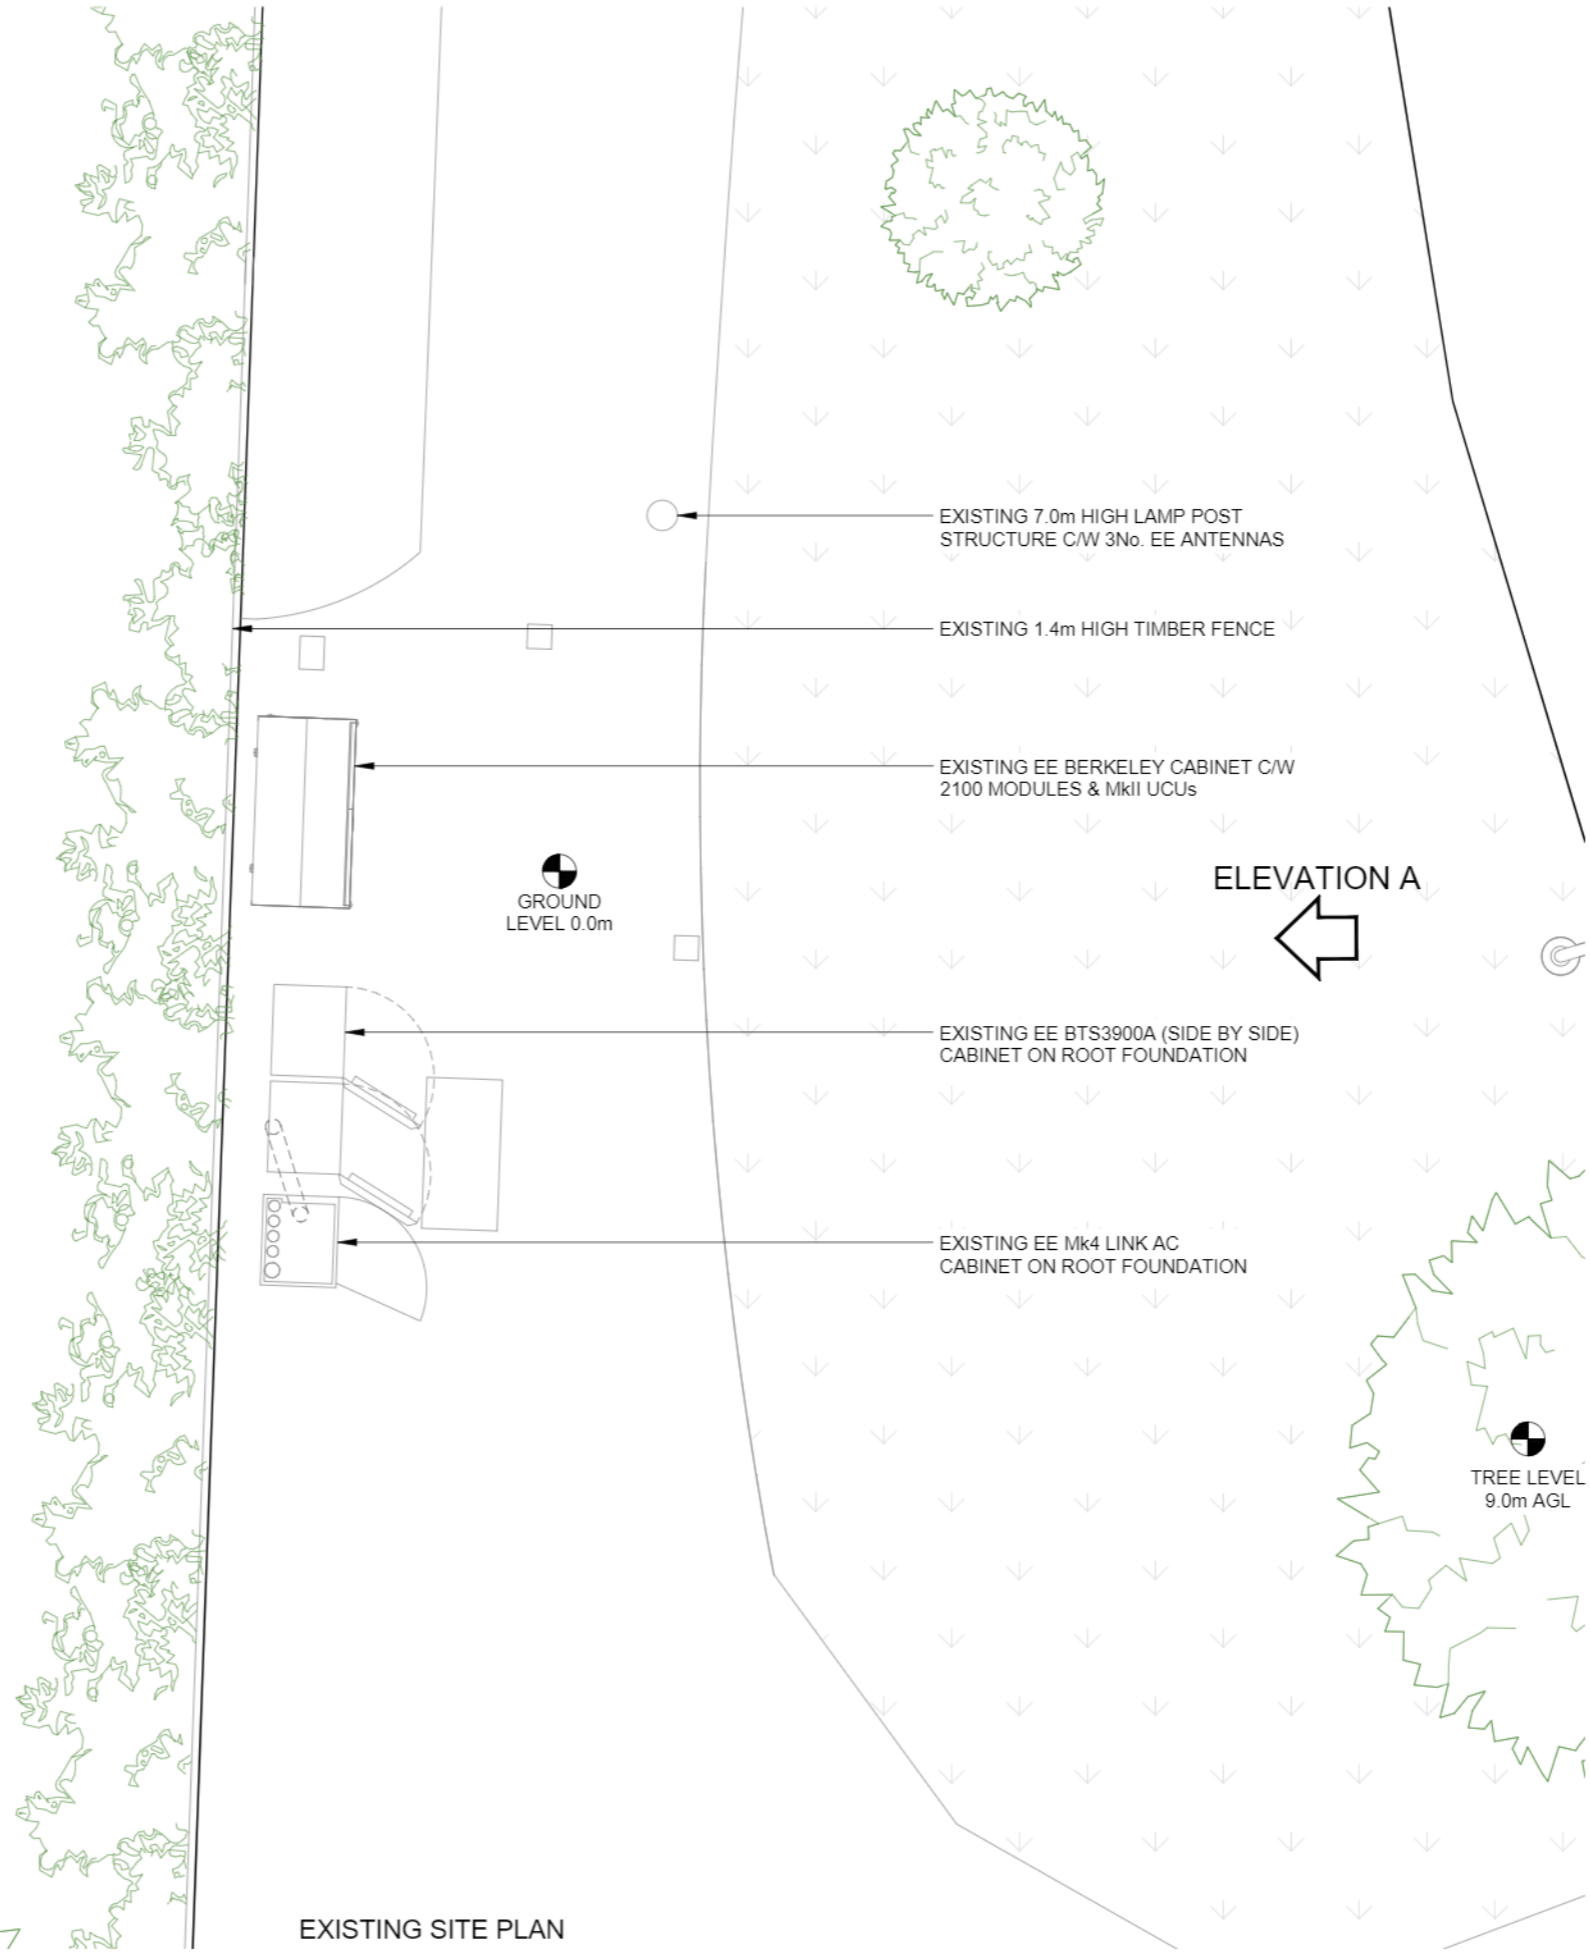 EXISTING 7.0m HIGH LAMP POST
STRUCTURE C/W 3No. EE ANTENNAS
EXISTING 1.4m HIGH TIMBER FENCE
EXISTING EE BERKELEY CABINET C/W
2100 MODULES & MkII UCUs
ELEVATION A
GROUND
LEVEL 0.0m
EXISTING EE BTS3900A (SIDE BY SIDE)
CABINET ON ROOT FOUNDATION
EXISTING EE Mk4 LINK AC
CABINET ON ROOT FOUNDATION
TREE LEVEL
9.0m AGL
EXISTING SITE PLAN